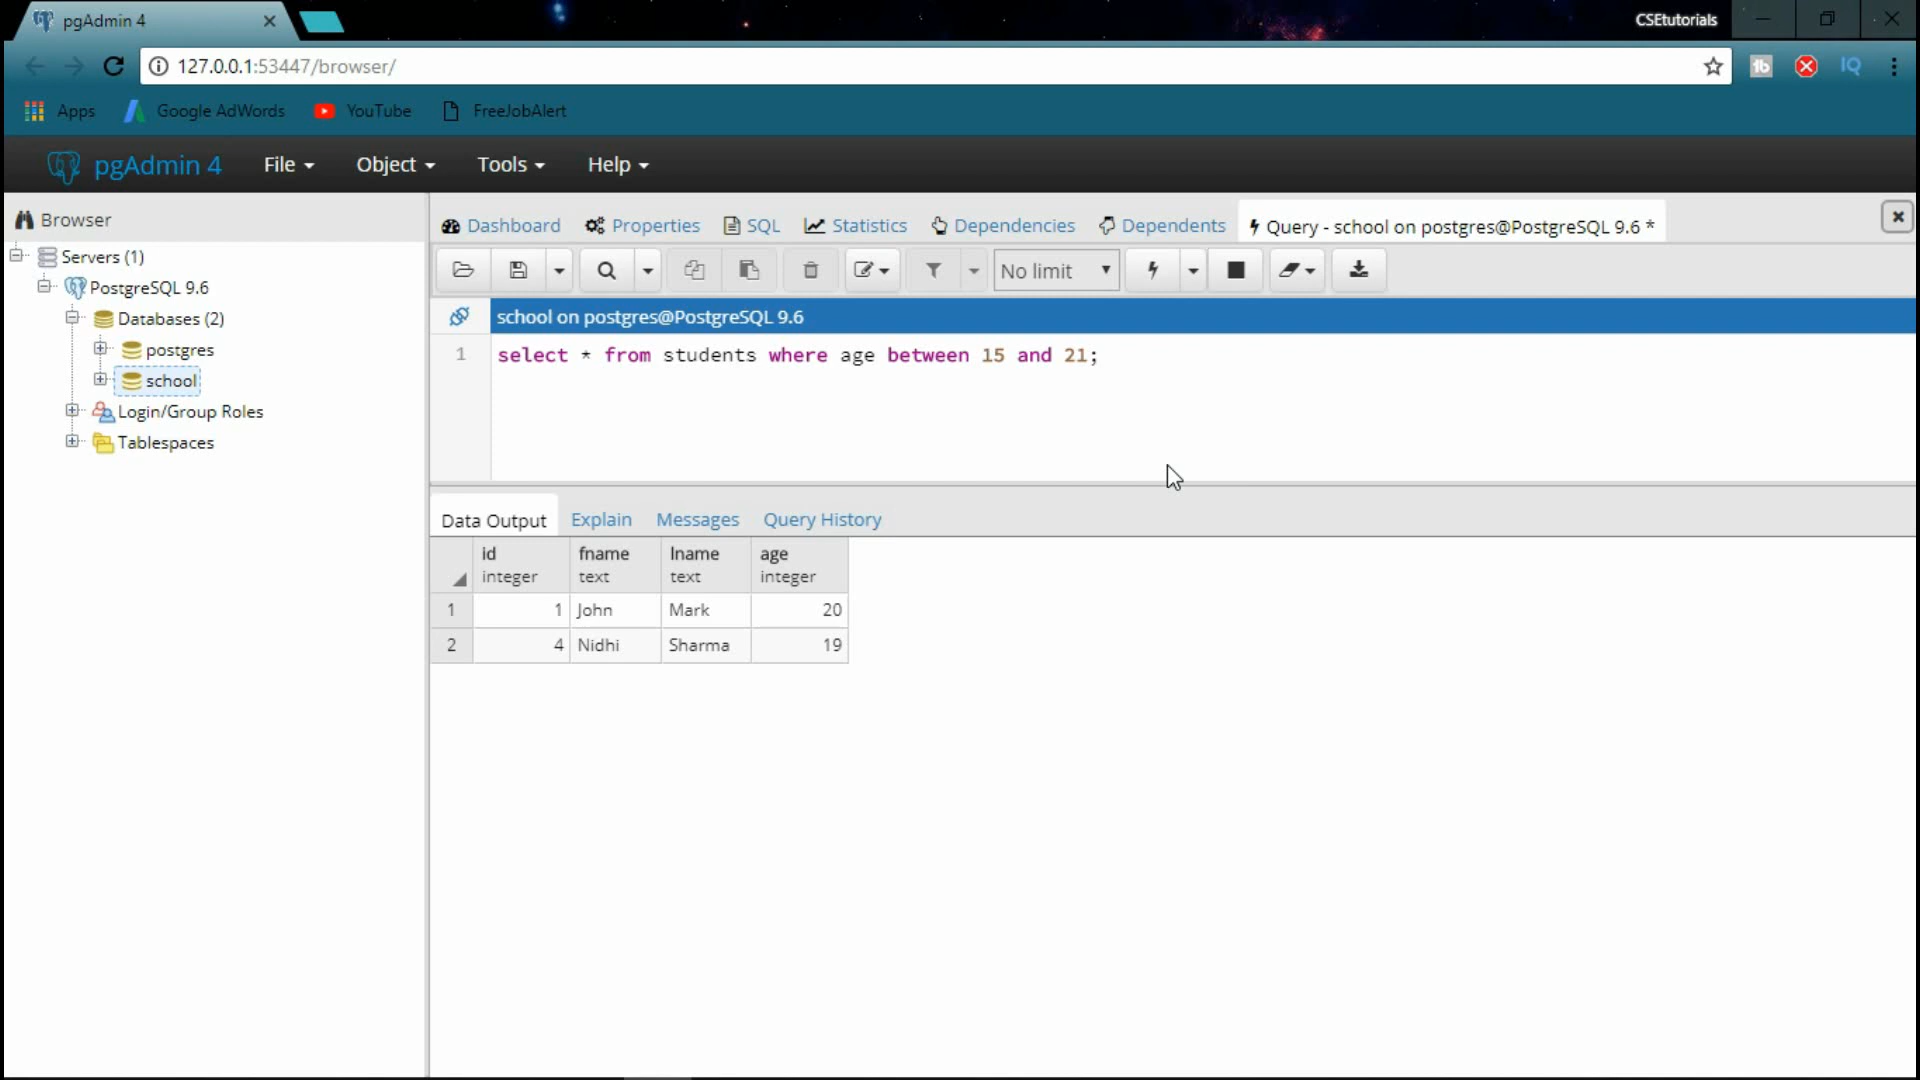 pgAdmin 4
CSEtutorials
127.0.0.1:53447/browser/
Apps Google AdWords YouTube FreeJobAlert
pgAdmin 4 File Object Tools Help
Browser
Dashboard Properties SQL Statistics Dependencies Dependents Query - school on postgres@PostgreSQL 9.6 *
Servers (1)
PostgreSQL 9.6
Databases (2)
postgres
school
Login/Group Roles
Tablespaces
No limit
school on postgres@PostgreSQL 9.6
1 select * from students where age between 15 and 21;
Data Output Explain Messages Query History
id fname lname age
integer text text integer
1 1 John Mark 20
2 4 Nidhi Sharma 19